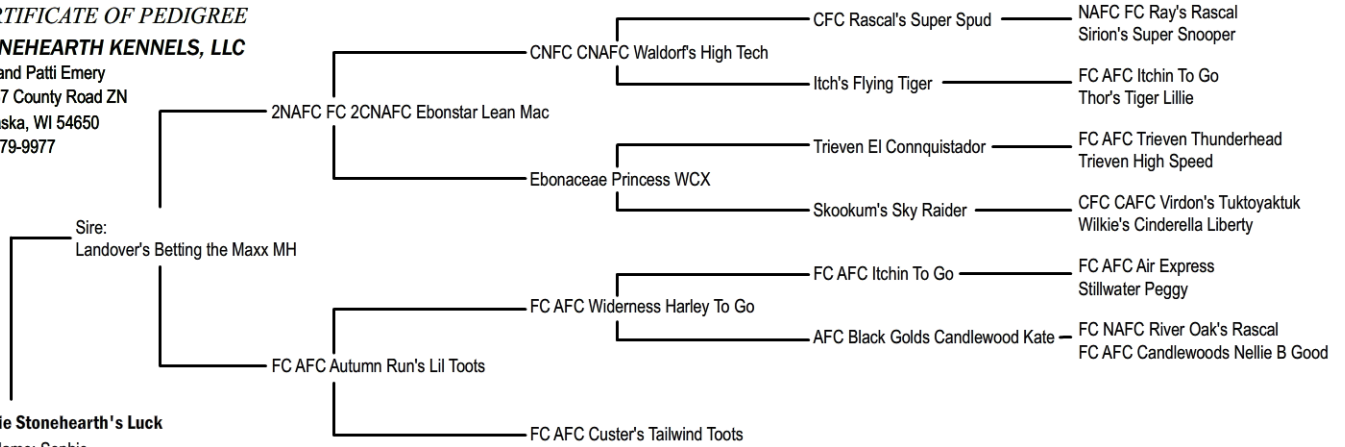 RTIFICATE OF PEDIGREE
NEHEARTH KENNELS, LLC
and Patti Emery
7 County Road ZN
ska, WI 54650
79-9977
CFC Rascal's Super Spud
NAFC FC Ray's Rascal
Sirion's Super Snooper
CNFC CNAFC Waldorf's High Tech
Itch's Flying Tiger
FC AFC Itchin To Go
Thor's Tiger Lillie
2NAFC FC 2CNAFC Ebonstar Lean Mac
Trieven El Connquistador
FC AFC Trieven Thunderhead
Trieven High Speed
Ebonaceae Princess WCX
Skookum's Sky Raider
CFC CAFC Virdon's Tuktoyaktuk
Wilkie's Cinderella Liberty
Sire:
Landover's Betting the Maxx MH
FC AFC Itchin To Go
FC AFC Air Express
Stillwater Peggy
FC AFC Widerness Harley To Go
AFC Black Golds Candlewood Kate
FC NAFC River Oak's Rascal
FC AFC Candlewoods Nellie B Good
FC AFC Autumn Run's Lil Toots
ie Stonehearth's Luck
FC AFC Custer's Tailwind Toots